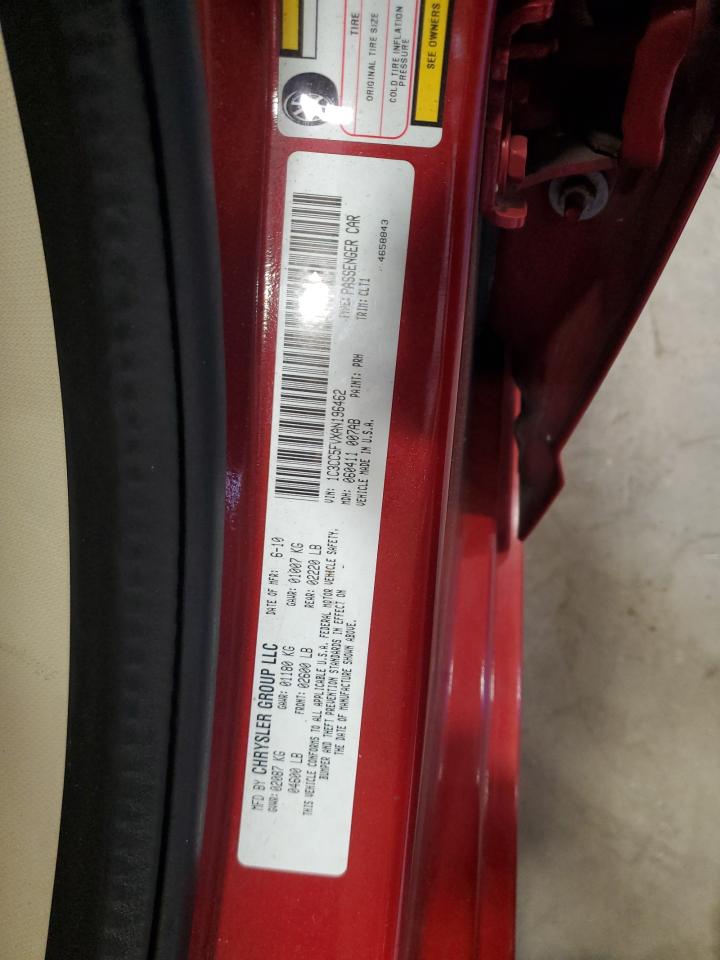 TIRE
ORIGINAL TIRE SIZE
COLD TIRE INFLATION
PRESSURE
SEE OWNERS
MFD BY CHRYSLER GROUP LLC DATE OF MFR: 6-10
GVWR: 02087 KG GAWR: 01180 KG GAWR: 01007 KG
04600 LB FRONT: 02600 LB REAR: 02220 LB
THIS VEHICLE CONFORMS TO ALL APPLICABLE U.S.A. FEDERAL MOTOR VEHICLE SAFETY,
BUMPER AND THEFT PREVENTION STANDARDS IN EFFECT ON
THE DATE OF MANUFACTURE SHOWN ABOVE.
VIN: 1C3CC5FVXAN196462 TYPE: PASSENGER CAR
MDH: 060411 007AB PAINT: PRH TRIM: CLT1
VEHICLE MADE IN U.S.A. 4658843